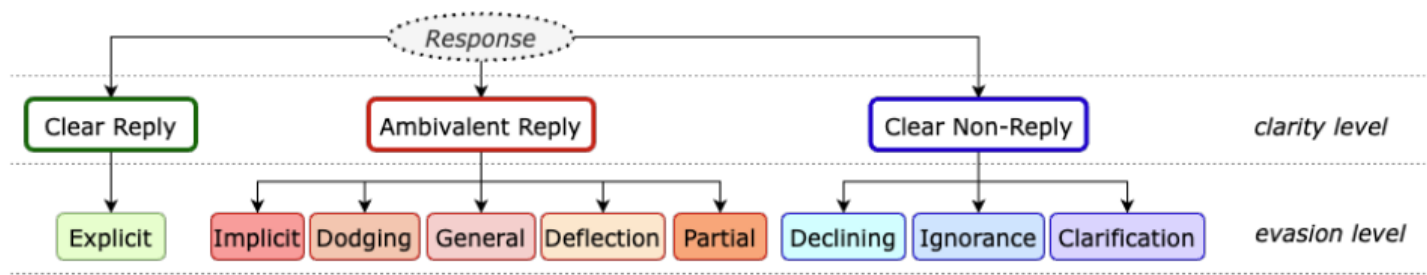 Response
Clear Reply
Ambivalent Reply
Clear Non-Reply
clarity level
Explicit
Implicit
Dodging
General
Deflection
Partial
Declining
Ignorance
Clarification
evasion level